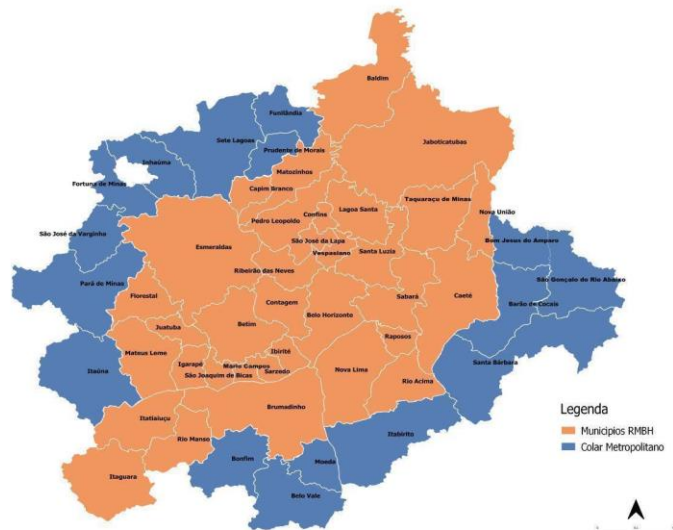 Baldim
Funilândia
Sete Lagoas
Jaboticatubas
Prudente de Morais
Inhaúma
Matozinhos
Fortuna de Minas
Capim Branco
Taquaraçu de Minas
Lagoa Santa
Confins
Nova União
Pedro Leopoldo
São José da Varginha
São José da Lapa
Bom Jesus do Amparo
Esmeraldas
Vespasiano
Santa Luzia
Ribeirão das Neves
São Gonçalo do Rio Abaixo
Pará de Minas
Florestal
Contagem
Sabará
Caeté
Barão de Cocais
Belo Horizonte
Juatuba
Betim
Raposos
Mateus Leme
Ibirité
Santa Bárbara
Igarapé
Mário Campos
Sarzedo
São Joaquim de Bicas
Nova Lima
Itaúna
Rio Acima
Brumadinho
Legenda
Itatiaiuçu
Municípios RMBH
Itabirito
Rio Manso
Colar Metropolitano
Bonfim
Moeda
Itaguara
Belo Vale